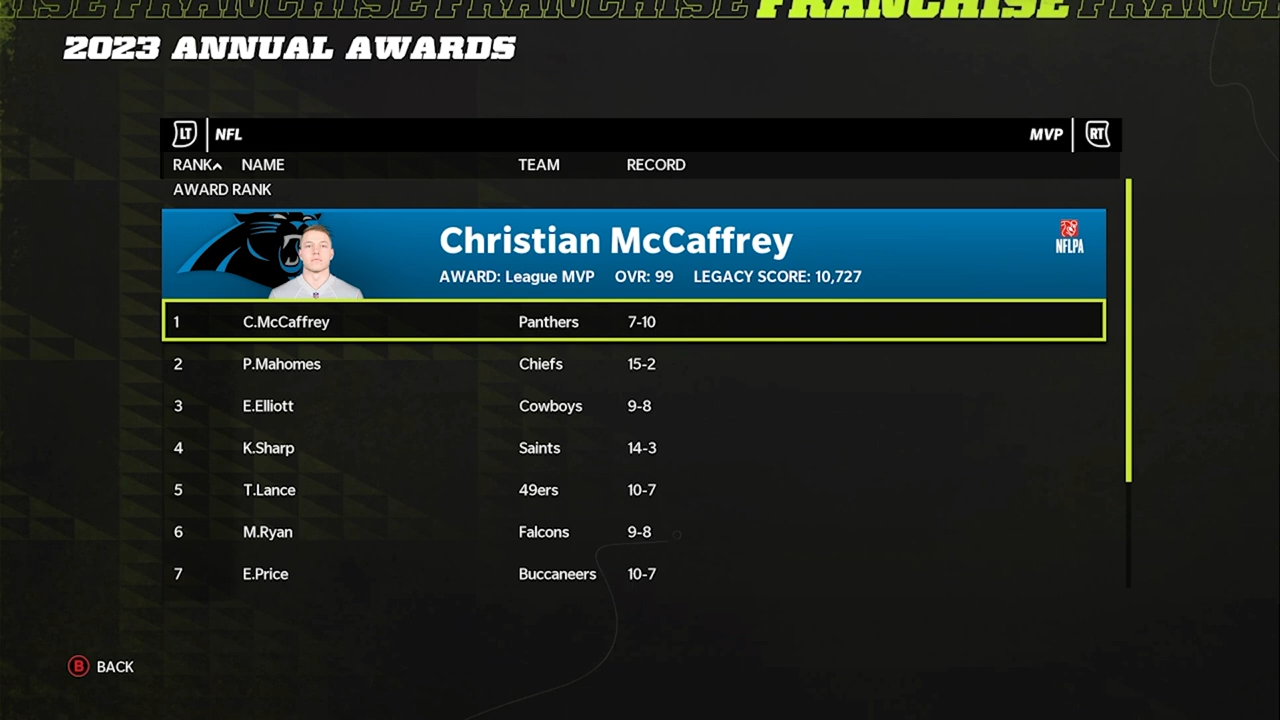 FRANCHISE FRANCHISE FRANCHISE
2023 ANNUAL AWARDS
LT NFL MVP RT
RANK NAME TEAM RECORD
AWARD RANK
Christian McCaffrey
NFLPA
AWARD: League MVP OVR: 99 LEGACY SCORE: 10,727
1 C.McCaffrey Panthers 7-10
2 P.Mahomes Chiefs 15-2
3 E.Elliott Cowboys 9-8
4 K.Sharp Saints 14-3
5 T.Lance 49ers 10-7
6 M.Ryan Falcons 9-8
7 E.Price Buccaneers 10-7
B BACK